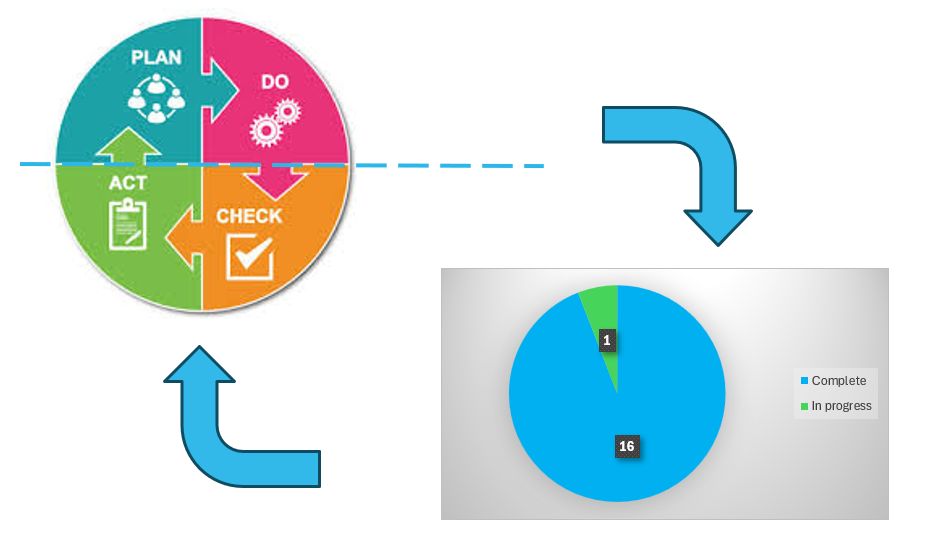 PLAN
DO
ACT
CHECK
1
16
Complete
In progress